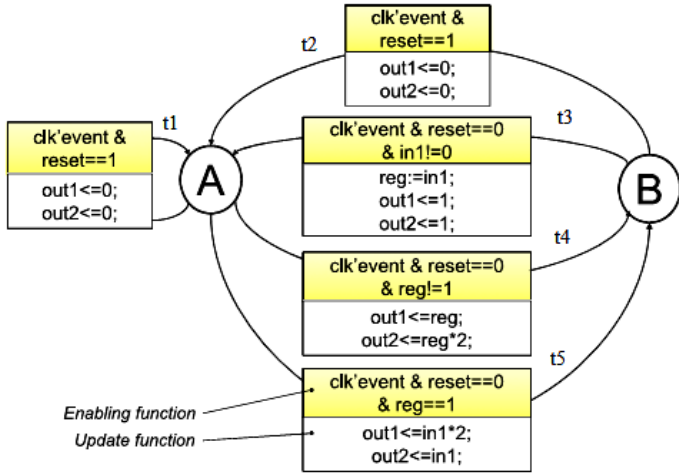 t2
clk'event &
reset==1
out1<=0;
out2<=0;
t1
clk'event &
reset==1
out1<=0;
out2<=0;
A
clk'event & reset==0
& in1!=0
reg:=in1;
out1<=1;
out2<=1;
t3
B
clk'event & reset==0
& reg!=1
out1<=reg;
out2<=reg*2;
t4
clk'event & reset==0
& reg==1
out1<=in1*2;
out2<=in1;
t5
Enabling function
Update function